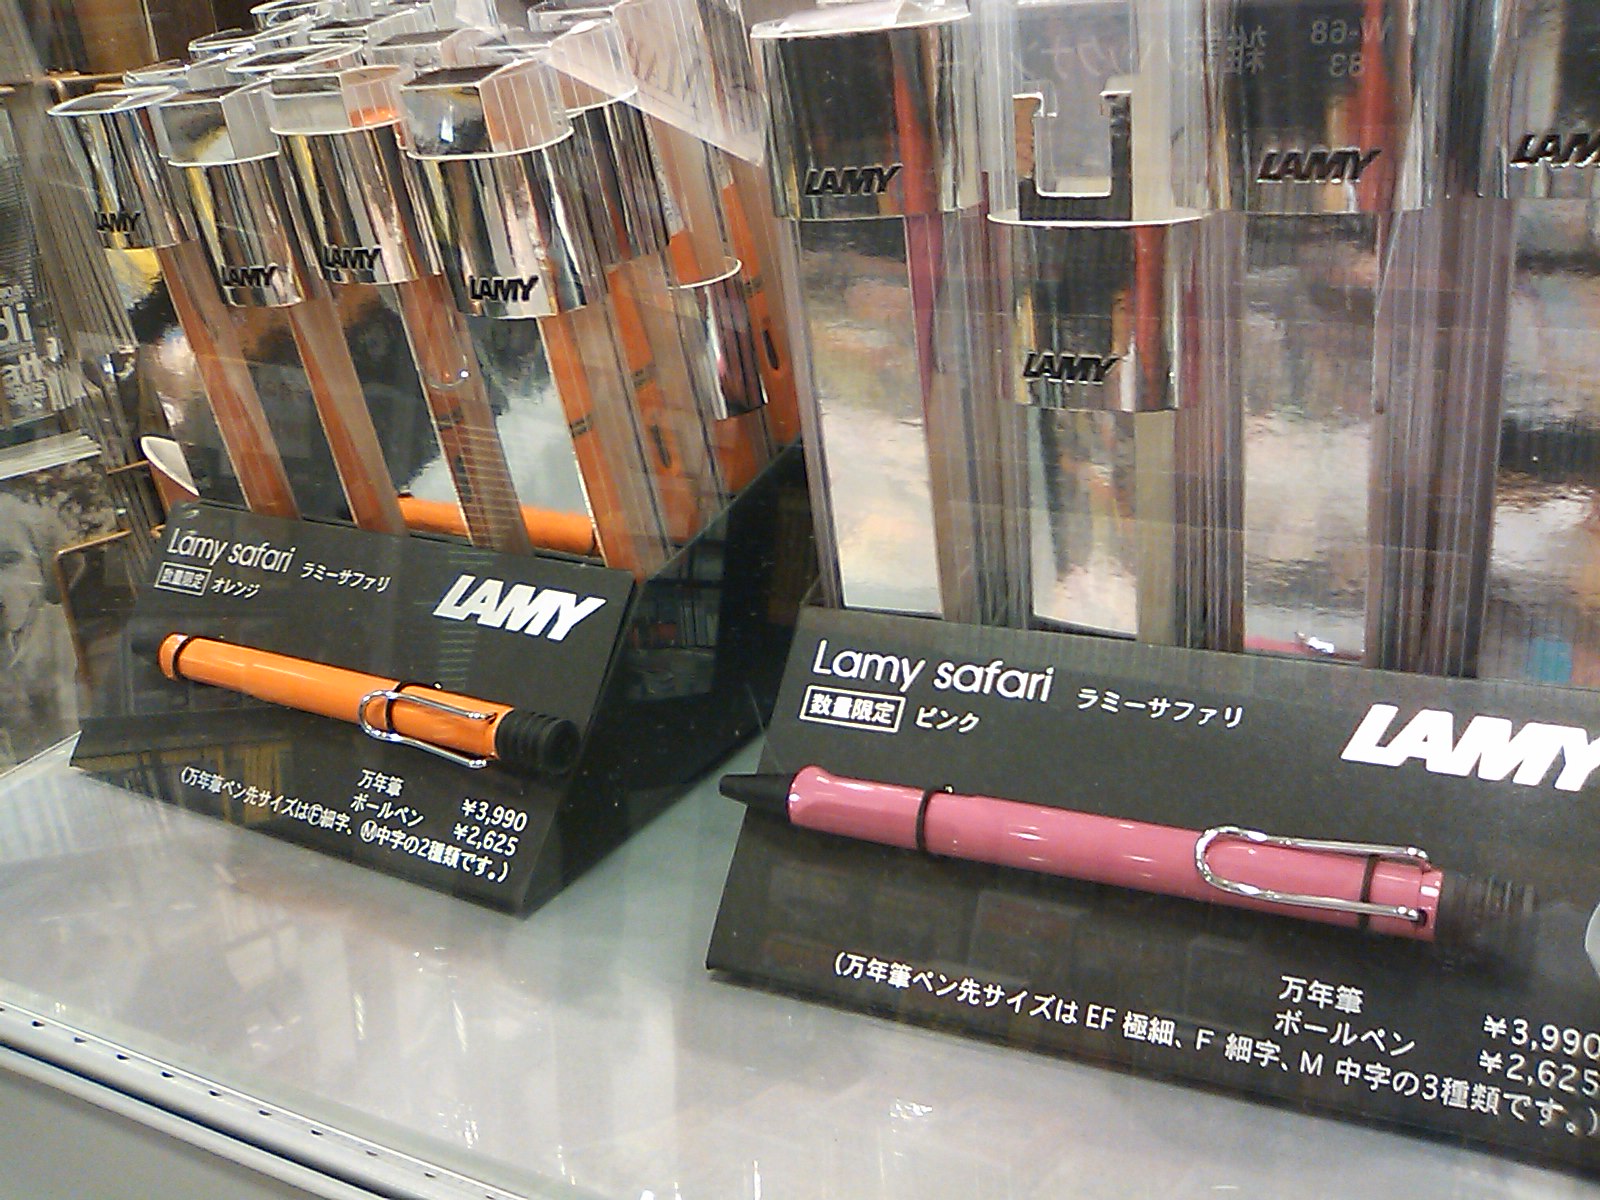 LAMY
LAMY
LAMY
LAMY
LAMY
LAMY
LAMY
LAMY
Lamy safari ラミーサファリ
数量限定 オレンジ
LAMY
万年筆 ¥3,990
ボールペン ¥2,625
(万年筆ペン先サイズはⒻ細字、Ⓜ中字の2種類です。)
Lamy safari ラミーサファリ
数量限定 ピンク
LAMY
万年筆 ¥3,990
ボールペン ¥2,625
(万年筆ペン先サイズは EF 極細、F 細字、M 中字の3種類です。)